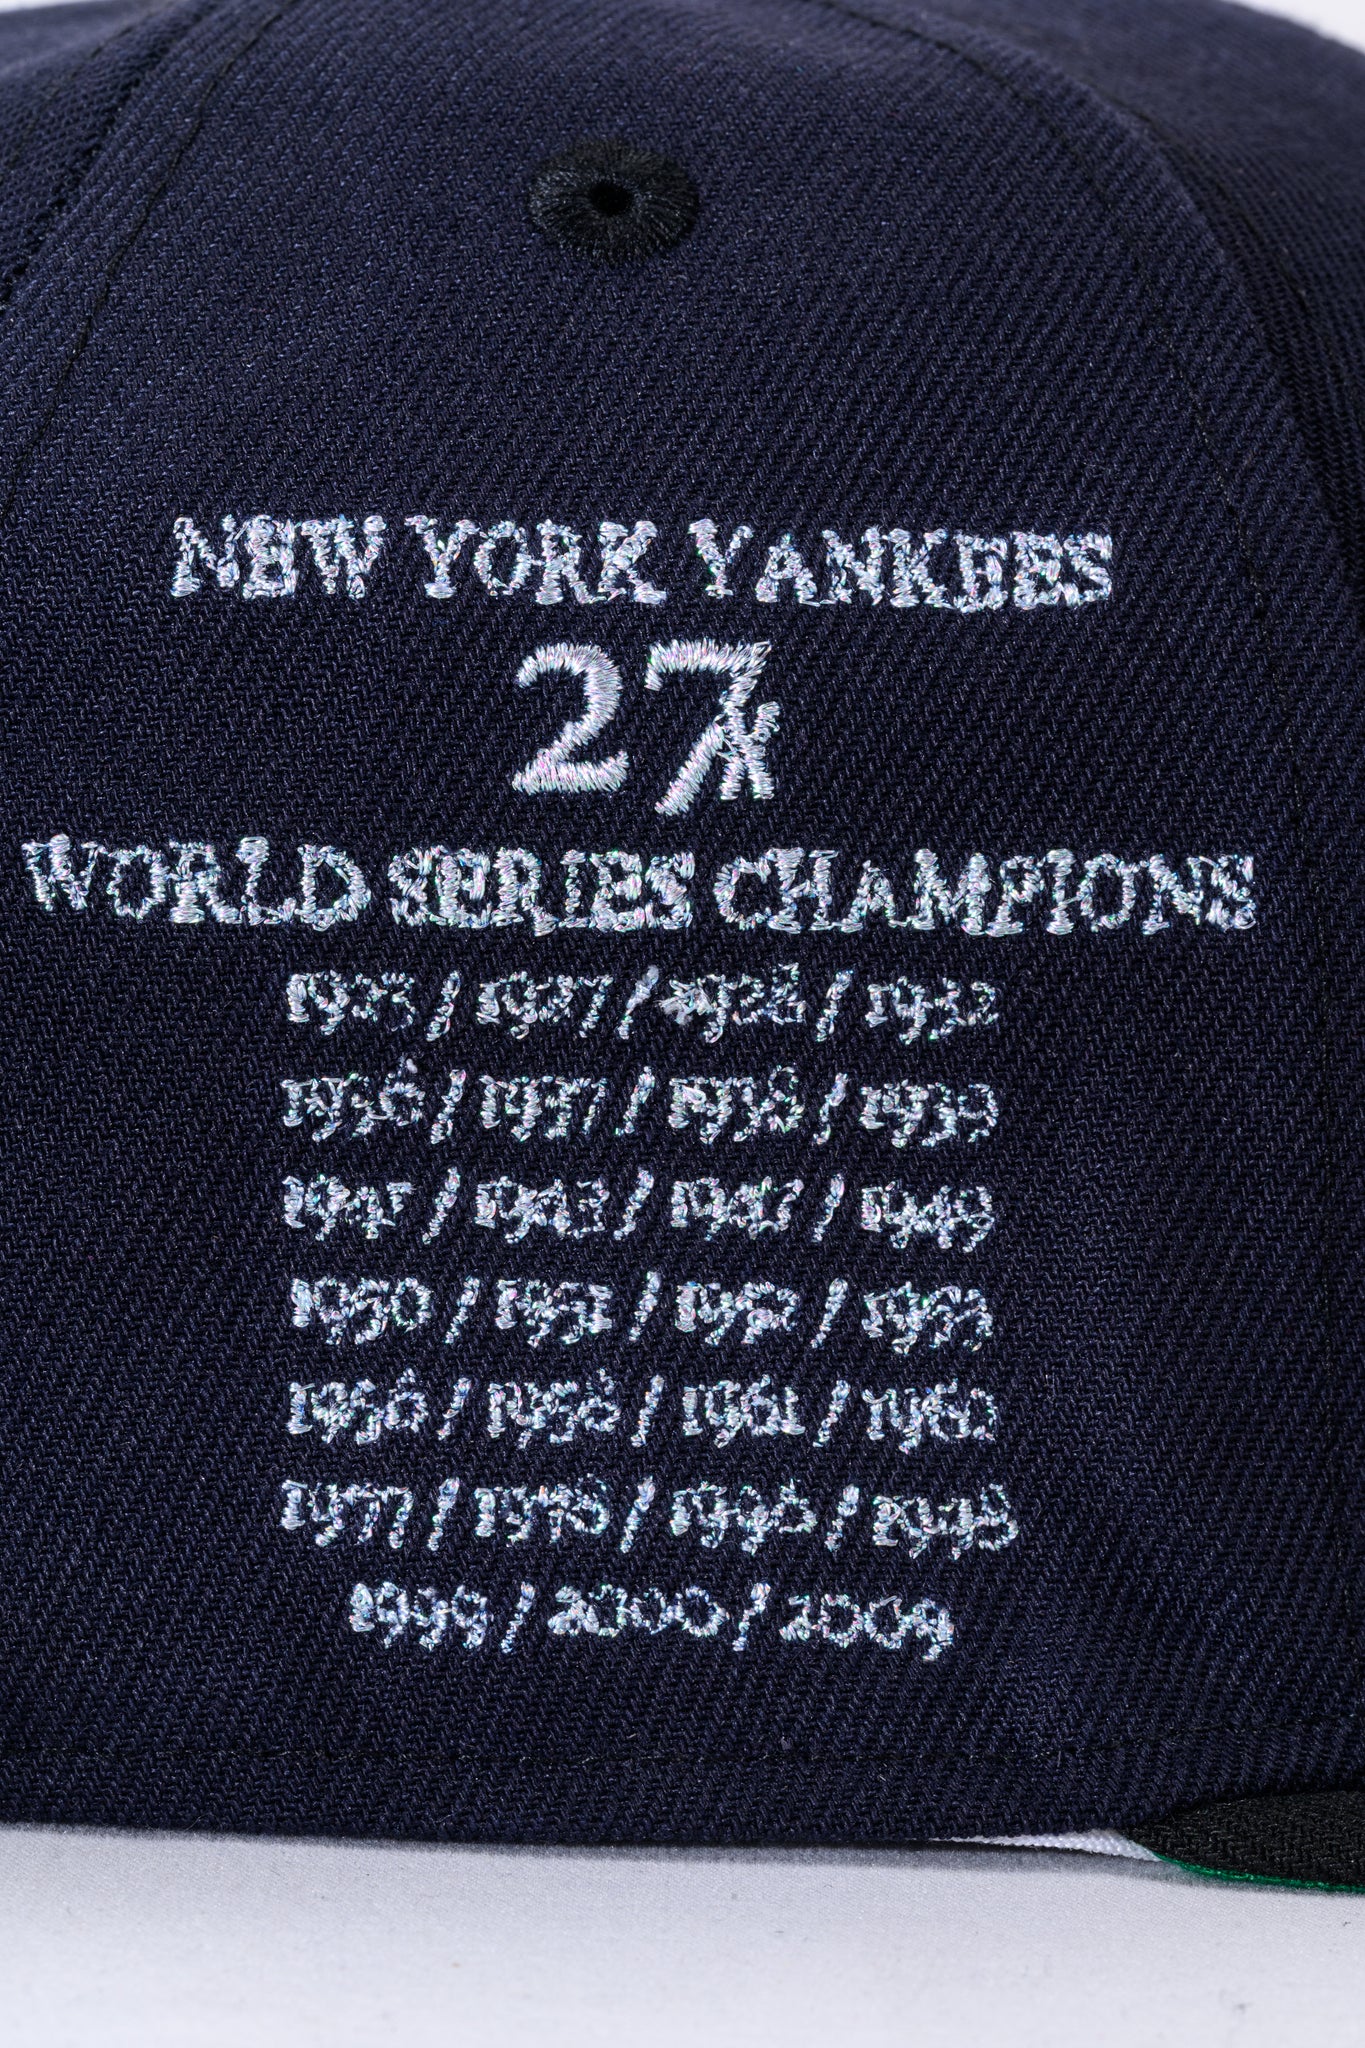 NEW YORK YANKEES
27x
WORLD SERIES CHAMPIONS
1923 / 1927 / 1928 / 1932
1936 / 1937 / 1938 / 1939
1941 / 1943 / 1947 / 1949
1950 / 1951 / 1952 / 1953
1956 / 1958 / 1961 / 1962
1977 / 1978 / 1996 / 1998
1999 / 2000 / 2009